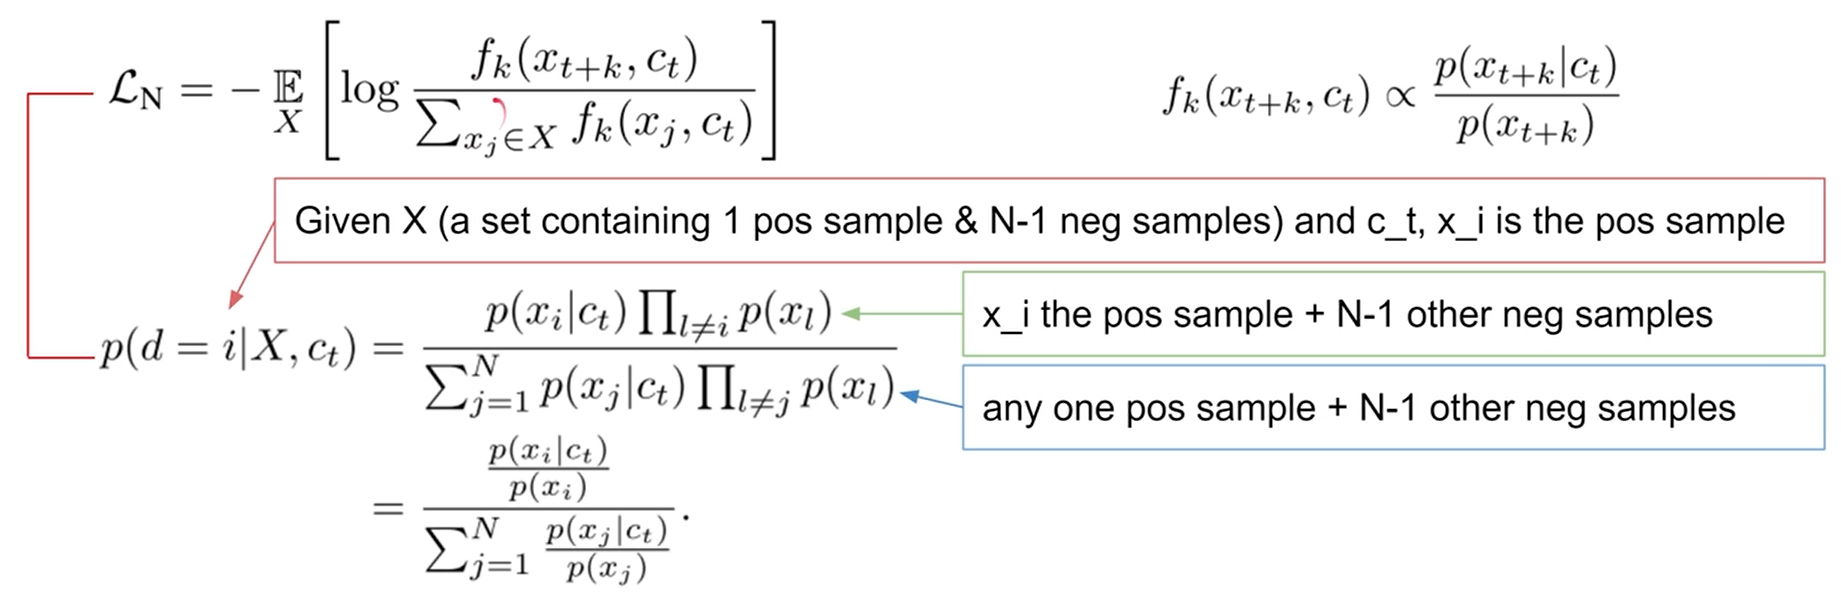 $\mathcal{L}_{\mathrm{N}} = - \underset{X}{\mathbb{E}} \left[ \log \frac{f_k(x_{t+k}, c_t)}{\sum_{x_j \in X} f_k(x_j, c_t)} \right]$
$f_k(x_{t+k}, c_t) \propto \frac{p(x_{t+k}|c_t)}{p(x_{t+k})}$
Given X (a set containing 1 pos sample & N-1 neg samples) and c_t, x_i is the pos sample
$p(d = i|X, c_t) = \frac{p(x_i|c_t) \prod_{l \neq i} p(x_l)}{\sum_{j=1}^{N} p(x_j|c_t) \prod_{l \neq j} p(x_l)}$
x_i the pos sample + N-1 other neg samples
any one pos sample + N-1 other neg samples
$= \frac{\frac{p(x_i|c_t)}{p(x_i)}}{\sum_{j=1}^{N} \frac{p(x_j|c_t)}{p(x_j)}}.$